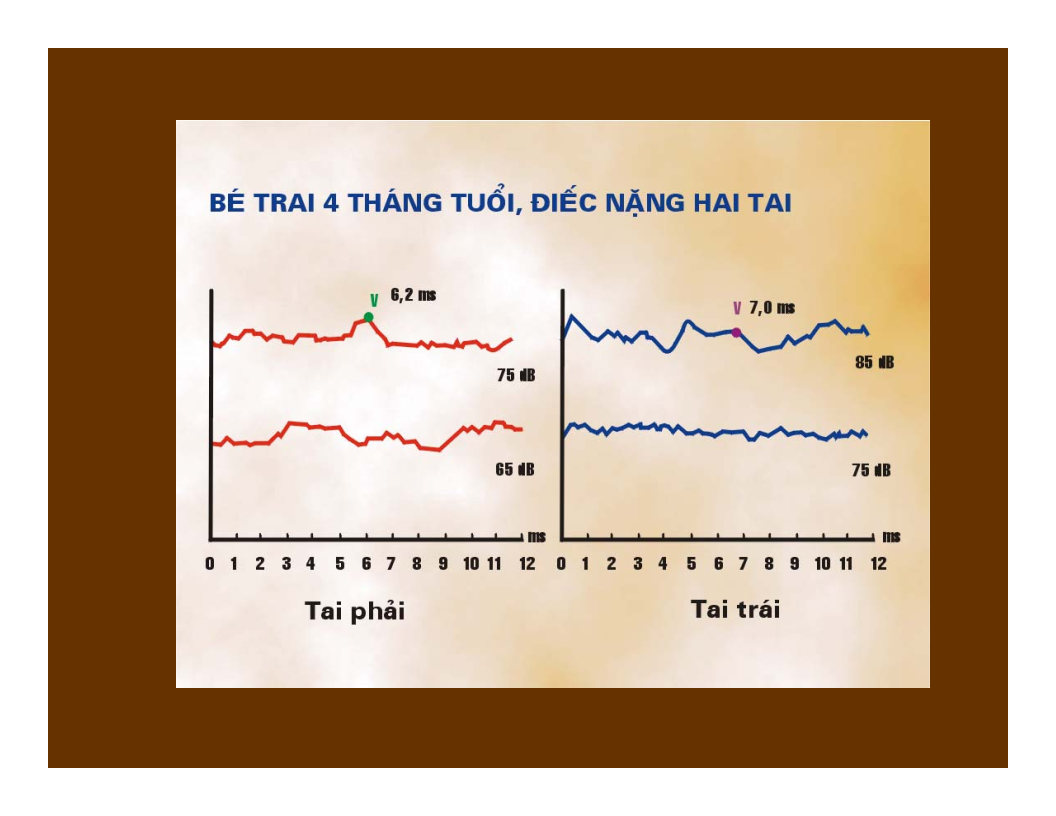 BÉ TRAI 4 THÁNG TUỔI, ĐIẾC NẶNG HAI TAI
V 6,2 ms
75 dB
65 dB
ms
0 1 2 3 4 5 6 7 8 9 10 11 12
Tai phải
V 7,0 ms
85 dB
75 dB
ms
0 1 2 3 4 5 6 7 8 9 10 11 12
Tai trái